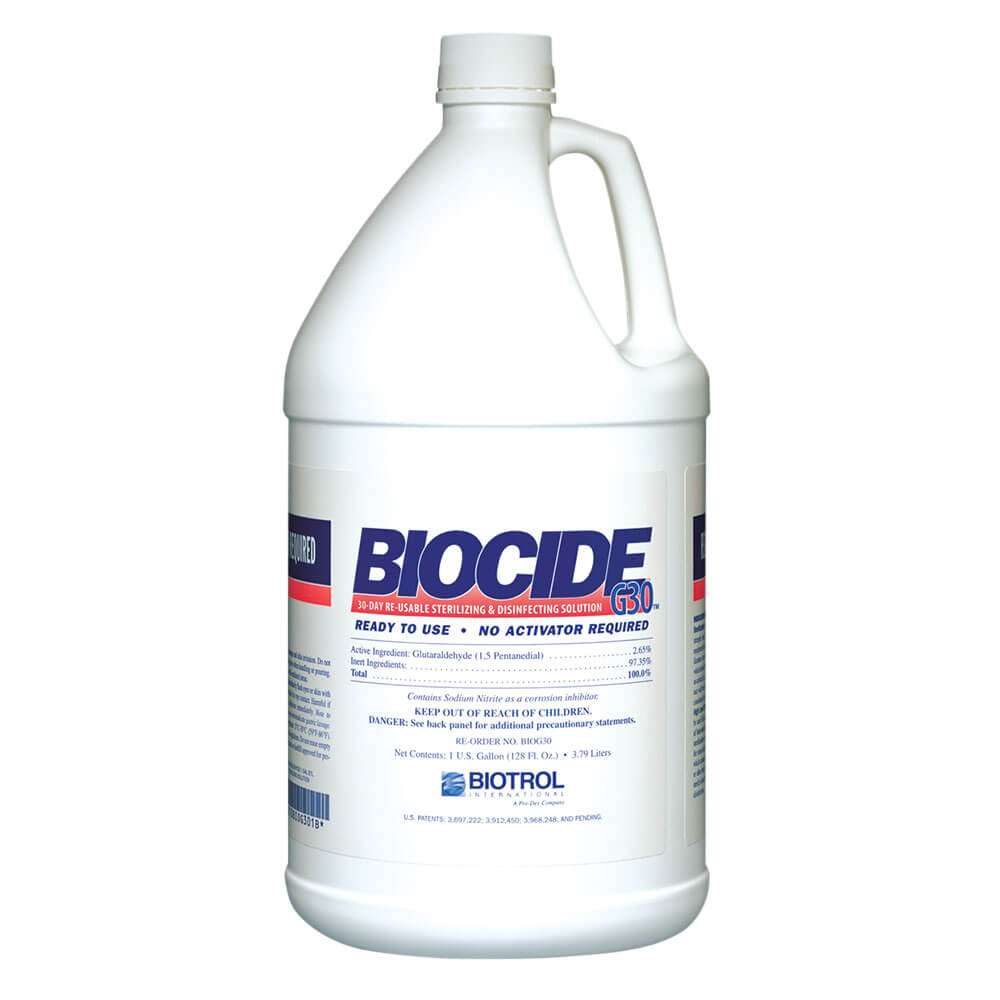 BIOCIDE
G30™
30-DAY RE-USABLE STERILIZING & DISINFECTING SOLUTION
READY TO USE • NO ACTIVATOR REQUIRED
Active Ingredient: Glutaraldehyde (1,5 Pentanedial) .................. 2.65%
Inert Ingredients: .................. 97.35%
Total .................. 100.0%
Contains Sodium Nitrite as a corrosion inhibitor.
KEEP OUT OF REACH OF CHILDREN.
DANGER: See back panel for additional precautionary statements.
RE-ORDER NO. BIOG30
Net Contents: 1 U.S. Gallon (128 Fl. Oz.) • 3.79 Liters
BIOTROL
INTERNATIONAL
A Pro-Dex Company
U.S. PATENTS: 3,697,222; 3,912,450; 3,968,248; AND PENDING.